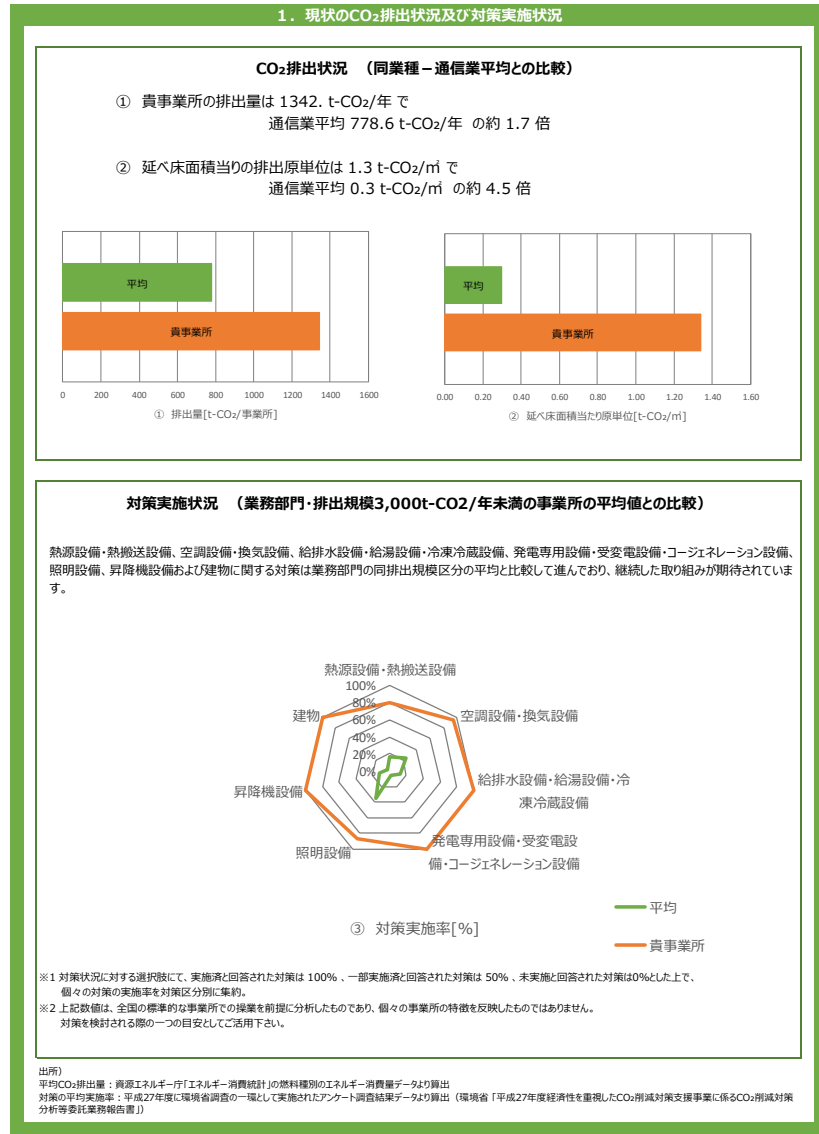 1. 現状のCO₂排出状況及び対策実施状況
CO₂排出状況 （同業種－通信業平均との比較）
① 貴事業所の排出量は 1342. t-CO₂/年 で
通信業平均 778.6 t-CO₂/年 の約 1.7 倍
② 延べ床面積当りの排出原単位は 1.3 t-CO₂/㎡ で
通信業平均 0.3 t-CO₂/㎡ の約 4.5 倍
平均
貴事業所
0 200 400 600 800 1000 1200 1400 1600
① 排出量[t-CO₂/事業所]
平均
貴事業所
0.00 0.20 0.40 0.60 0.80 1.00 1.20 1.40 1.60
② 延べ床面積当たり原単位[t-CO₂/㎡]
対策実施状況 （業務部門・排出規模3,000t-CO2/年未満の事業所の平均値との比較）
熱源設備・熱搬送設備、空調設備・換気設備、給排水設備・給湯設備・冷凍冷蔵設備、発電専用設備・受変電設備・コージェネレーション設備、
照明設備、昇降機設備および建物に関する対策は業務部門の同排出規模区分の平均と比較して進んでおり、継続した取り組みが期待されていま
す。
熱源設備・熱搬送設備
100%
80%
60%
40%
20%
0%
建物
空調設備・換気設備
昇降機設備
給排水設備・給湯設備・冷
凍冷蔵設備
照明設備
発電専用設備・受変電設
備・コージェネレーション設備
平均
貴事業所
③ 対策実施率[%]
※1 対策状況に対する選択肢にて、実施済と回答された対策は 100% 、一部実施済と回答された対策は 50% 、未実施と回答された対策は0%とした上で、
個々の対策の実施率を対策区分別に集約。
※2 上記数値は、全国の標準的な事業所での操業を前提に分析したものであり、個々の事業所の特徴を反映したものではありません。
対策を検討される際の一つの目安としてご活用下さい。
出所）
平均CO₂排出量：資源エネルギー庁「エネルギー消費統計」の燃料種別のエネルギー消費量データより算出
対策の平均実施率：平成27年度に環境省調査の一環として実施されたアンケート調査結果データより算出（環境省「平成27年度経済性を重視したCO₂削減対策支援事業に係るCO₂削減対策
分析等委託業務報告書」）